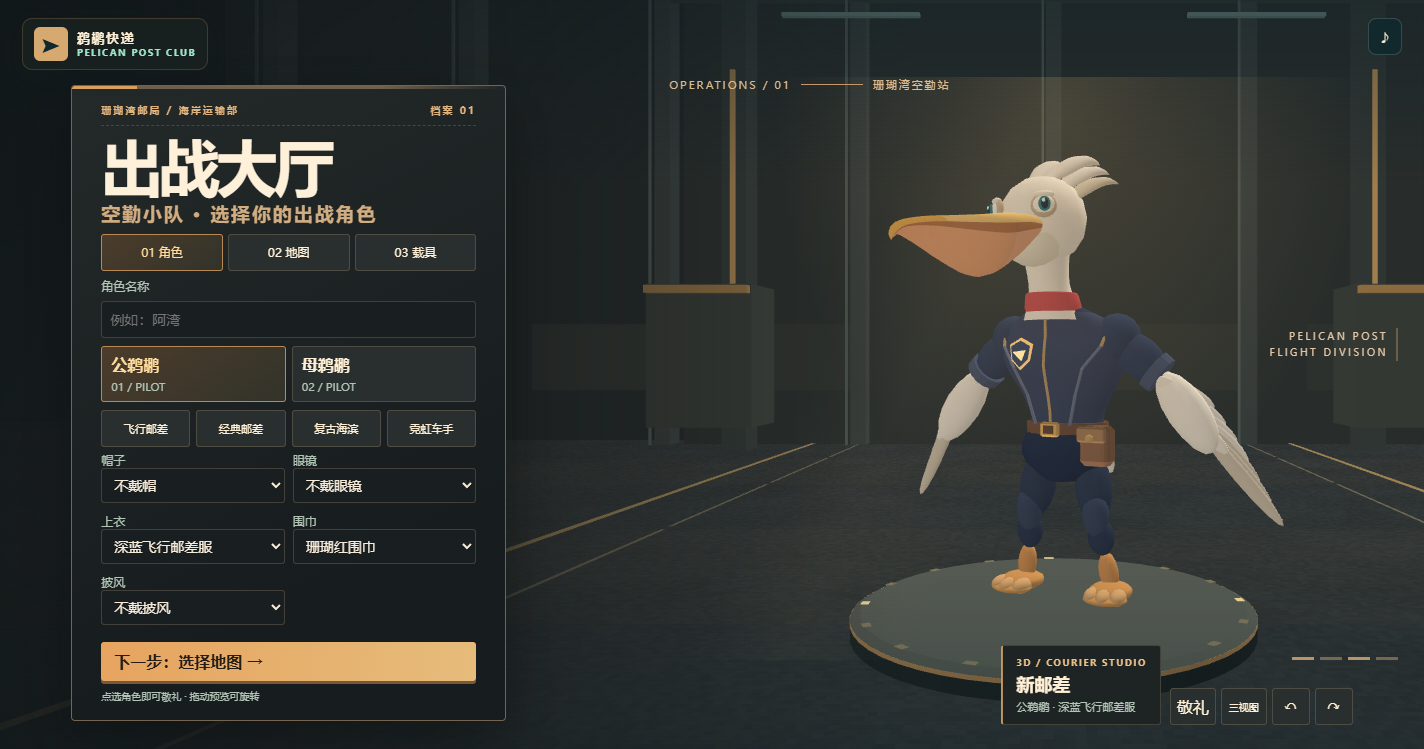 鹈鹕快递
PELICAN POST CLUB
♪
珊瑚湾邮局 / 海岸运输部
档案 01
出战大厅
空勤小队 • 选择你的出战角色
01 角色
02 地图
03 载具
角色名称
例如：阿湾
公鹈鹕
01 / PILOT
母鹈鹕
02 / PILOT
飞行邮差
经典邮差
复古海滨
霓虹车手
帽子
眼镜
不戴帽
不戴眼镜
上衣
围巾
深蓝飞行邮差服
珊瑚红围巾
披风
不戴披风
下一步：选择地图 →
点选角色即可敬礼 · 拖动预览可旋转
OPERATIONS / 01
珊瑚湾空勤站
PELICAN POST
FLIGHT DIVISION
3D / COURIER STUDIO
新邮差
公鹈鹕 · 深蓝飞行邮差服
敬礼
三视图
↶
↷